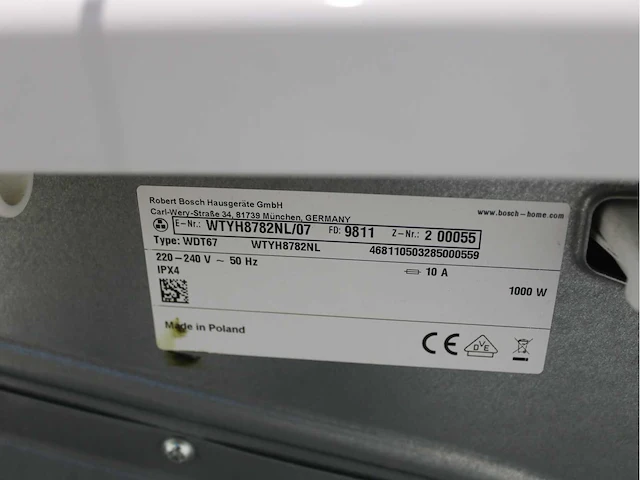 Robert Bosch Hausgeräte GmbH
Carl-Wery-Straße 34, 81739 München, GERMANY
www.bosch-home.com
E-Nr.: WTYH8782NL/07 FD: 9811 Z-Nr.: 2 00055
Type: WDT67 WTYH8782NL 468110503285000559
220-240 V ~ 50 Hz 10 A
IPX4
1000 W
Made in Poland
CE VDE